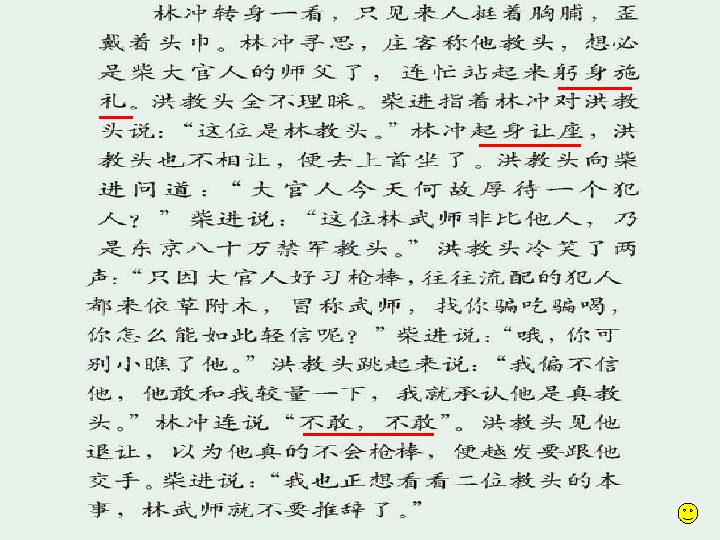 林冲转身一看，只见来人挺着胸脯，歪
戴着头巾。林冲寻思，庄客称他教头，想必
是柴大官人的师父了，连忙站起来躬身施
礼。洪教头全不理睬。柴进指着林冲对洪教
头说：“这位是林教头。”林冲起身让座，洪
教头也不相让，便去上首坐了。洪教头向柴
进问道：“大官人今天何故厚待一个犯
人？”柴进说：“这位林武师非比他人，乃
是东京八十万禁军教头。”洪教头冷笑了两
声：“只因大官人好习枪棒，往往流配的犯人
都来依草附木，冒称武师，找你骗吃骗喝，
你怎么能如此轻信呢？”柴进说：“哦，你可
别小瞧了他。”洪教头跳起来说：“我偏不信
他，他敢和我较量一下，我就承认他是真教
头。”林冲连说“不敢，不敢”。洪教头见他
退让，以为他真的不会枪棒，便越发要跟他
交手。柴进说：“我也正想看看二位教头的本
事，林武师就不要推辞了。”